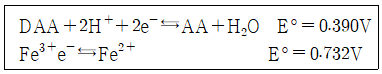 DAA+2H⁺+2e⁻⇆AA+H₂O E°=0.390V
Fe³⁺e⁻⇆Fe²⁺ E°=0.732V